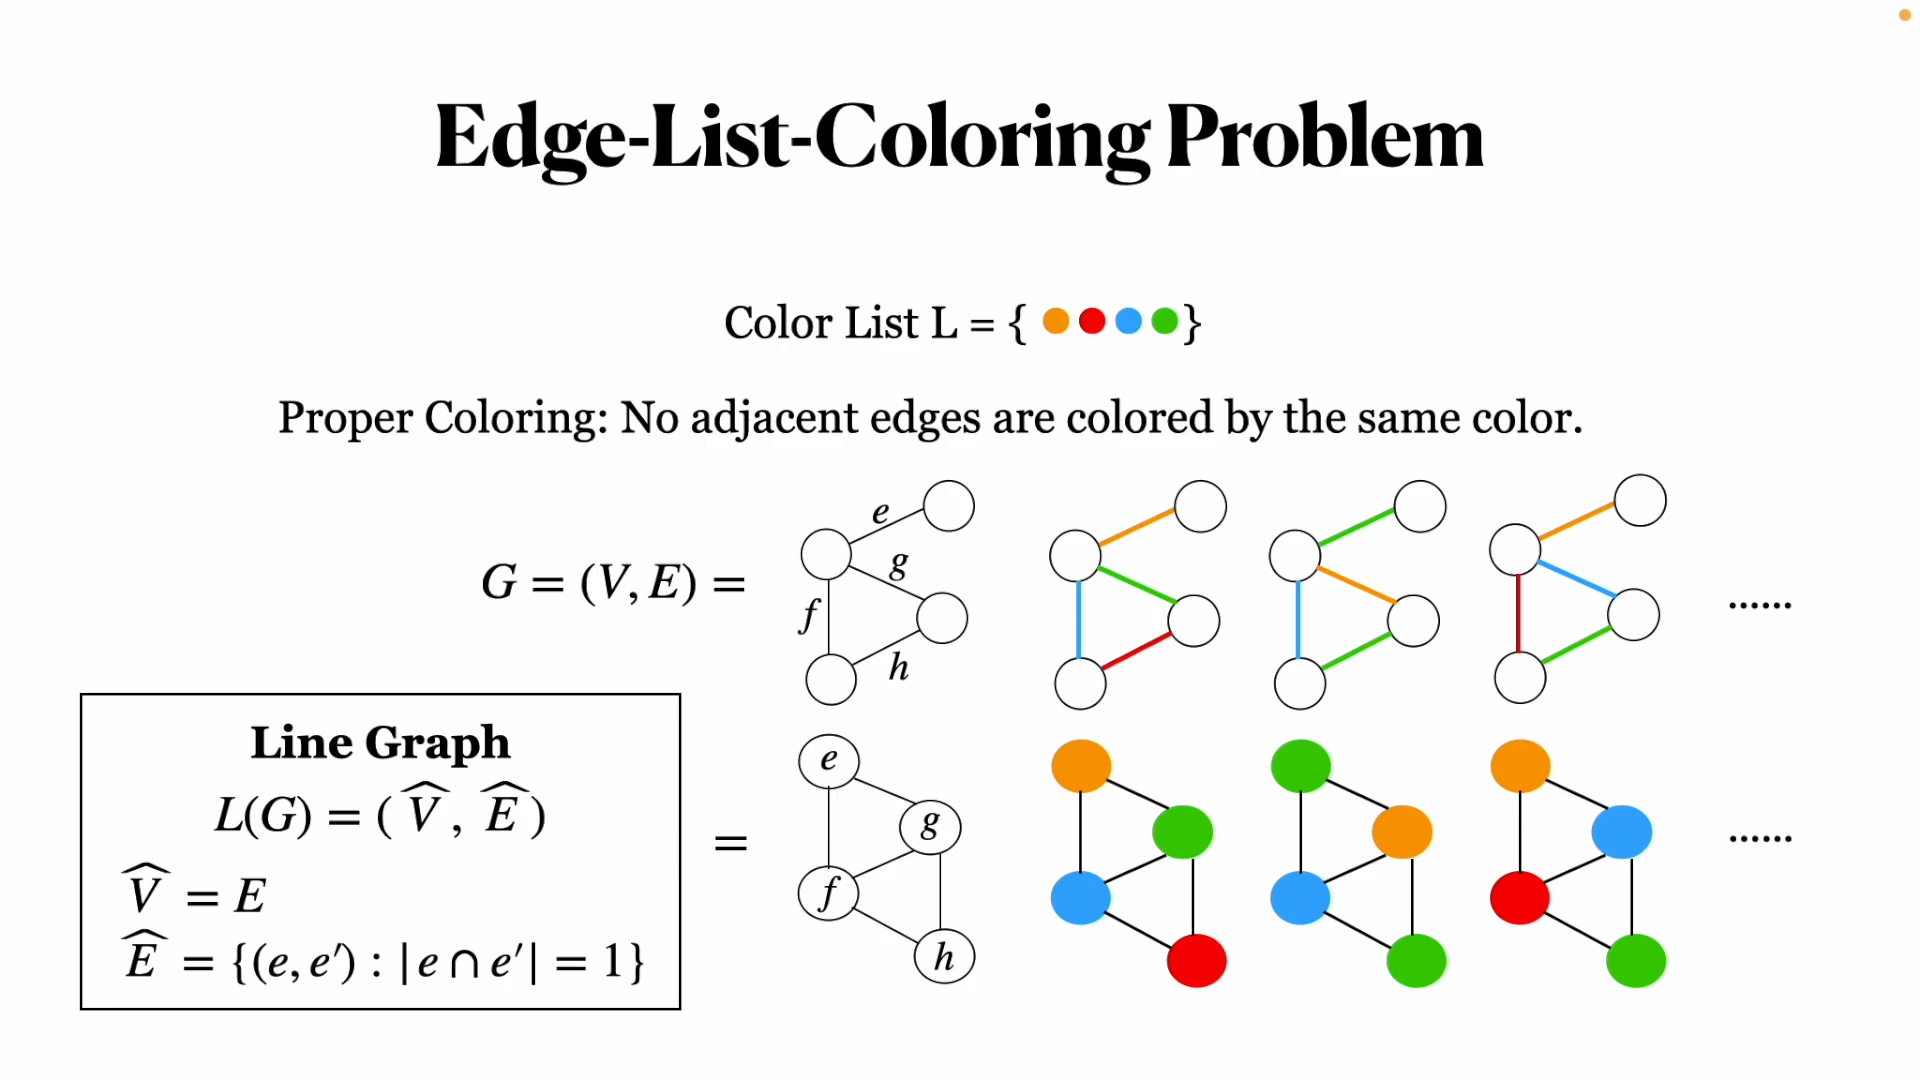 Edge-List-Coloring Problem
Color List L = { }
Proper Coloring: No adjacent edges are colored by the same color.
G = (V, E) =
e
g
f
h
......
Line Graph
L(G) = ( V̂ , Ê )
V̂ = E
Ê = {(e, e′) : | e ∩ e′ | = 1}
=
e
g
f
h
......